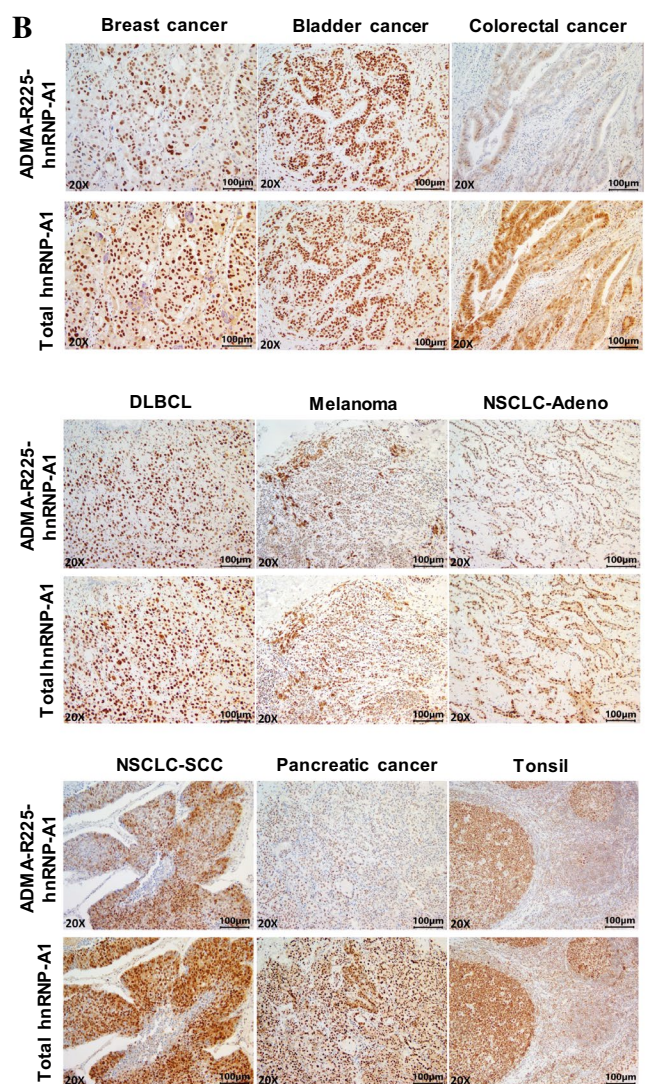 B
Breast cancer Bladder cancer Colorectal cancer
ADMA-R225-
hnRNP-A1
20X 100µm 20X 100µm 20X 100µm
Total hnRNP-A1
20X 100µm 20X 100µm 20X 100µm
DLBCL Melanoma NSCLC-Adeno
ADMA-R225-
hnRNP-A1
20X 100µm 20X 100µm 20X 100µm
Total hnRNP-A1
20X 100µm 20X 100µm 20X 100µm
NSCLC-SCC Pancreatic cancer Tonsil
ADMA-R225-
hnRNP-A1
20X 100µm 20X 100µm 20X 100µm
Total hnRNP-A1
20X 100µm 20X 100µm 20X 100µm